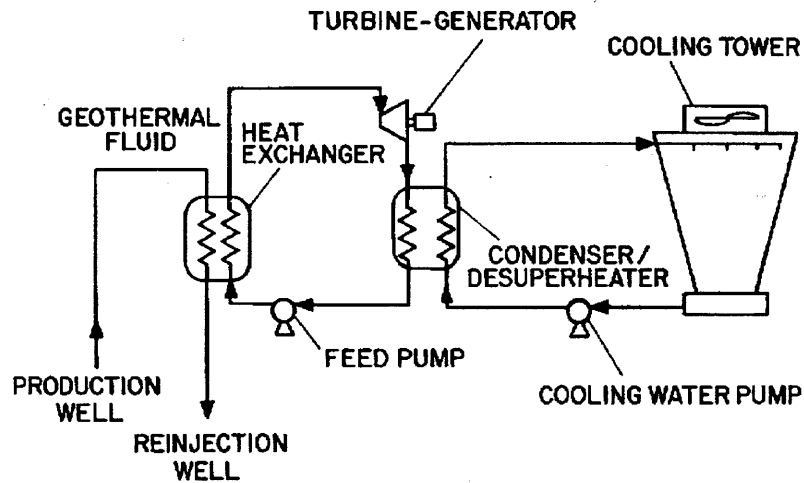 TURBINE-GENERATOR
COOLING TOWER
GEOTHERMAL
FLUID
HEAT
EXCHANGER
CONDENSER/
DESUPERHEATER
FEED PUMP
PRODUCTION
WELL
COOLING WATER PUMP
REINJECTION
WELL